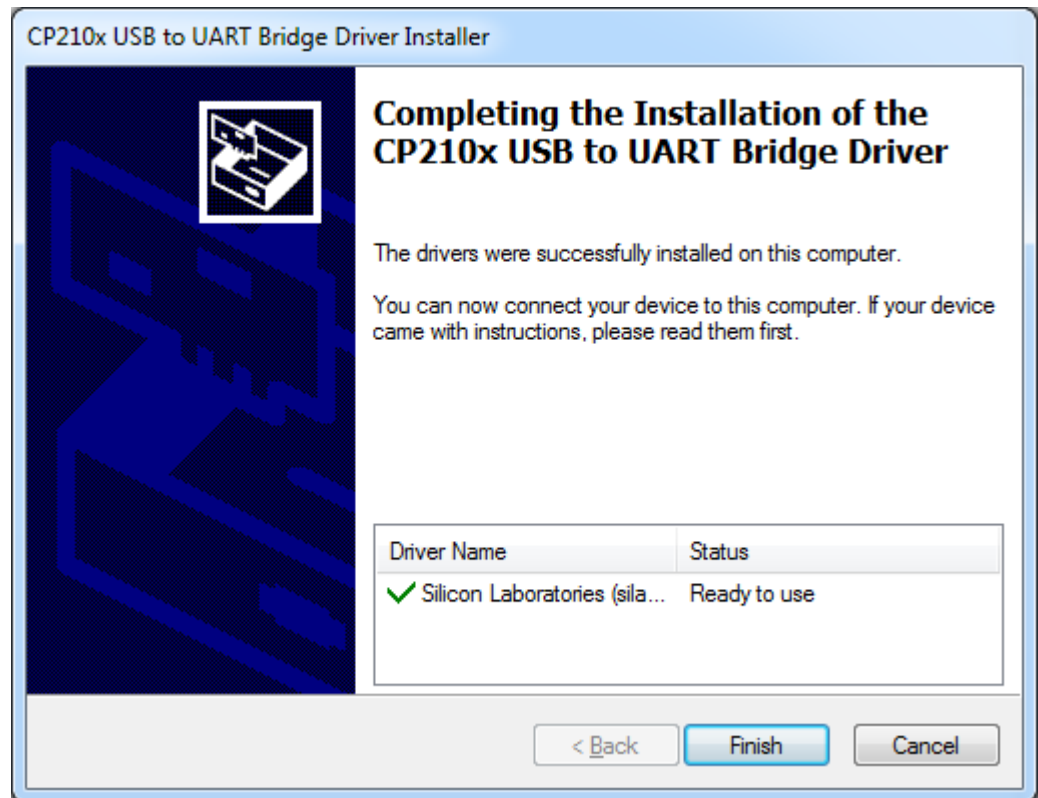 CP210x USB to UART Bridge Driver Installer
Completing the Installation of the
CP210x USB to UART Bridge Driver
The drivers were successfully installed on this computer.
You can now connect your device to this computer. If your device
came with instructions, please read them first.
Driver Name Status
Silicon Laboratories (sila... Ready to use
< Back Finish Cancel